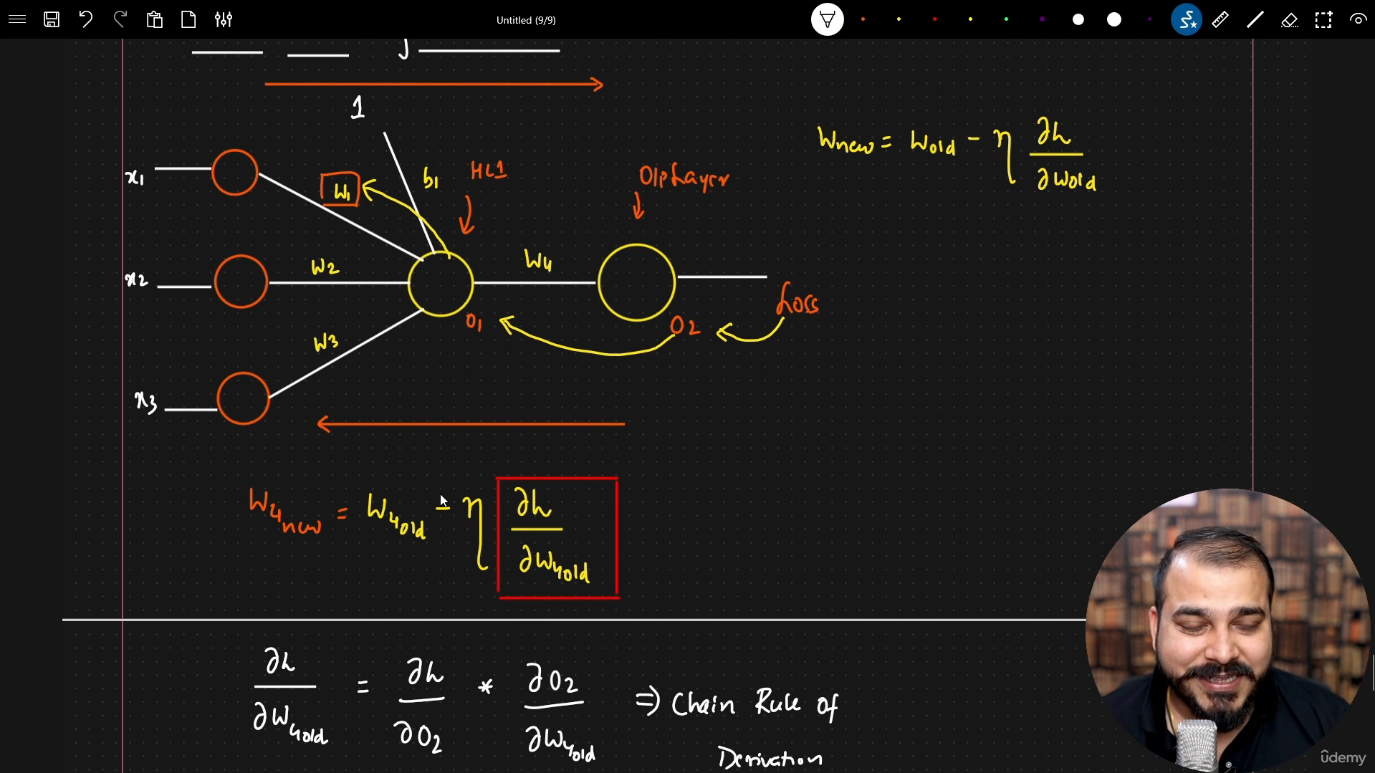 Untitled (9/9)
1
x1
W1
b1
HL1
O/P Layer
Wnew = Wold - η ∂L / ∂Wold
x2
W2
W4
O1
O2
Loss
W3
x3
W4new = W4old - η ∂L / ∂W4old
∂L / ∂W4old = ∂L / ∂O2 * ∂O2 / ∂W4old ⇒ Chain Rule of
Derivation
ûdemy